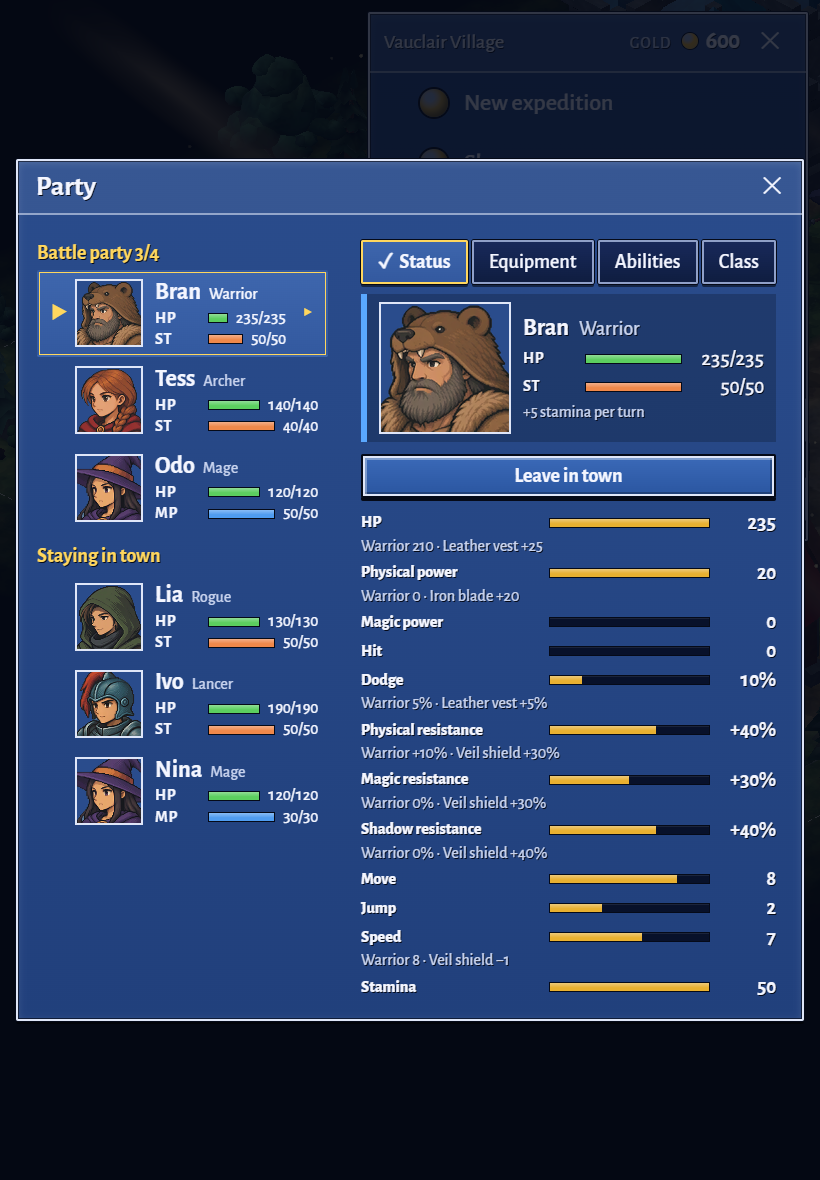 Vauclair Village GOLD 600
New expedition
Party
Battle party 3/4
Bran Warrior
HP 235/235
ST 50/50
Tess Archer
HP 140/140
ST 40/40
Odo Mage
HP 120/120
MP 50/50
Staying in town
Lia Rogue
HP 130/130
ST 50/50
Ivo Lancer
HP 190/190
ST 50/50
Nina Mage
HP 120/120
MP 30/30
✓ Status Equipment Abilities Class
Bran Warrior
HP 235/235
ST 50/50
+5 stamina per turn
Leave in town
HP 235
Warrior 210 · Leather vest +25
Physical power 20
Warrior 0 · Iron blade +20
Magic power 0
Hit 0
Dodge 10%
Warrior 5% · Leather vest +5%
Physical resistance +40%
Warrior +10% · Veil shield +30%
Magic resistance +30%
Warrior 0% · Veil shield +30%
Shadow resistance +40%
Warrior 0% · Veil shield +40%
Move 8
Jump 2
Speed 7
Warrior 8 · Veil shield −1
Stamina 50